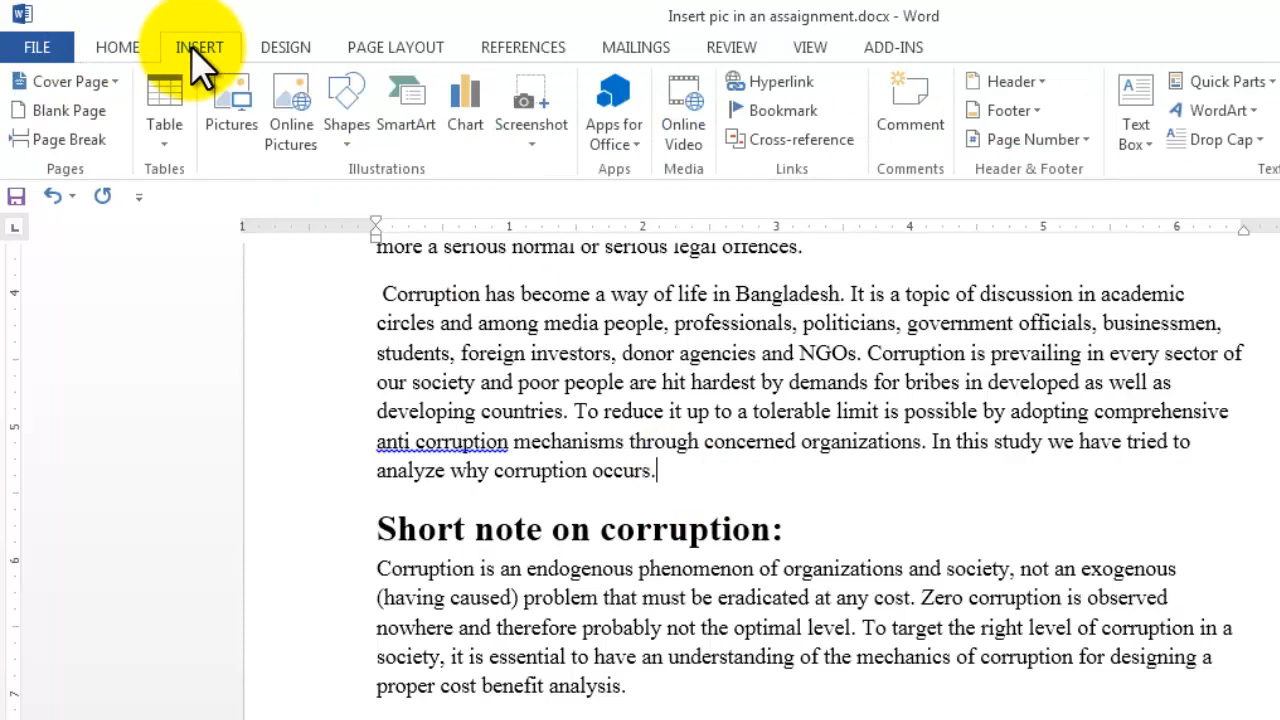 Insert pic in an assaignment.docx - Word
FILE HOME INSERT DESIGN PAGE LAYOUT REFERENCES MAILINGS REVIEW VIEW ADD-INS
Cover Page
Blank Page
Page Break
Pages
Table
Tables
Pictures
Online
Pictures
Shapes
SmartArt
Chart
Screenshot
Illustrations
Apps for
Office
Apps
Online
Video
Media
Hyperlink
Bookmark
Cross-reference
Links
Comment
Comments
Header
Footer
Page Number
Header & Footer
Text
Box
Quick Parts
WordArt
Drop Cap
L
1 1 2 3 4 5 6
4
5
6
7
more a serious normal or serious legal offences.
Corruption has become a way of life in Bangladesh. It is a topic of discussion in academic
circles and among media people, professionals, politicians, government officials, businessmen,
students, foreign investors, donor agencies and NGOs. Corruption is prevailing in every sector of
our society and poor people are hit hardest by demands for bribes in developed as well as
developing countries. To reduce it up to a tolerable limit is possible by adopting comprehensive
anti corruption mechanisms through concerned organizations. In this study we have tried to
analyze why corruption occurs.
Short note on corruption:
Corruption is an endogenous phenomenon of organizations and society, not an exogenous
(having caused) problem that must be eradicated at any cost. Zero corruption is observed
nowhere and therefore probably not the optimal level. To target the right level of corruption in a
society, it is essential to have an understanding of the mechanics of corruption for designing a
proper cost benefit analysis.